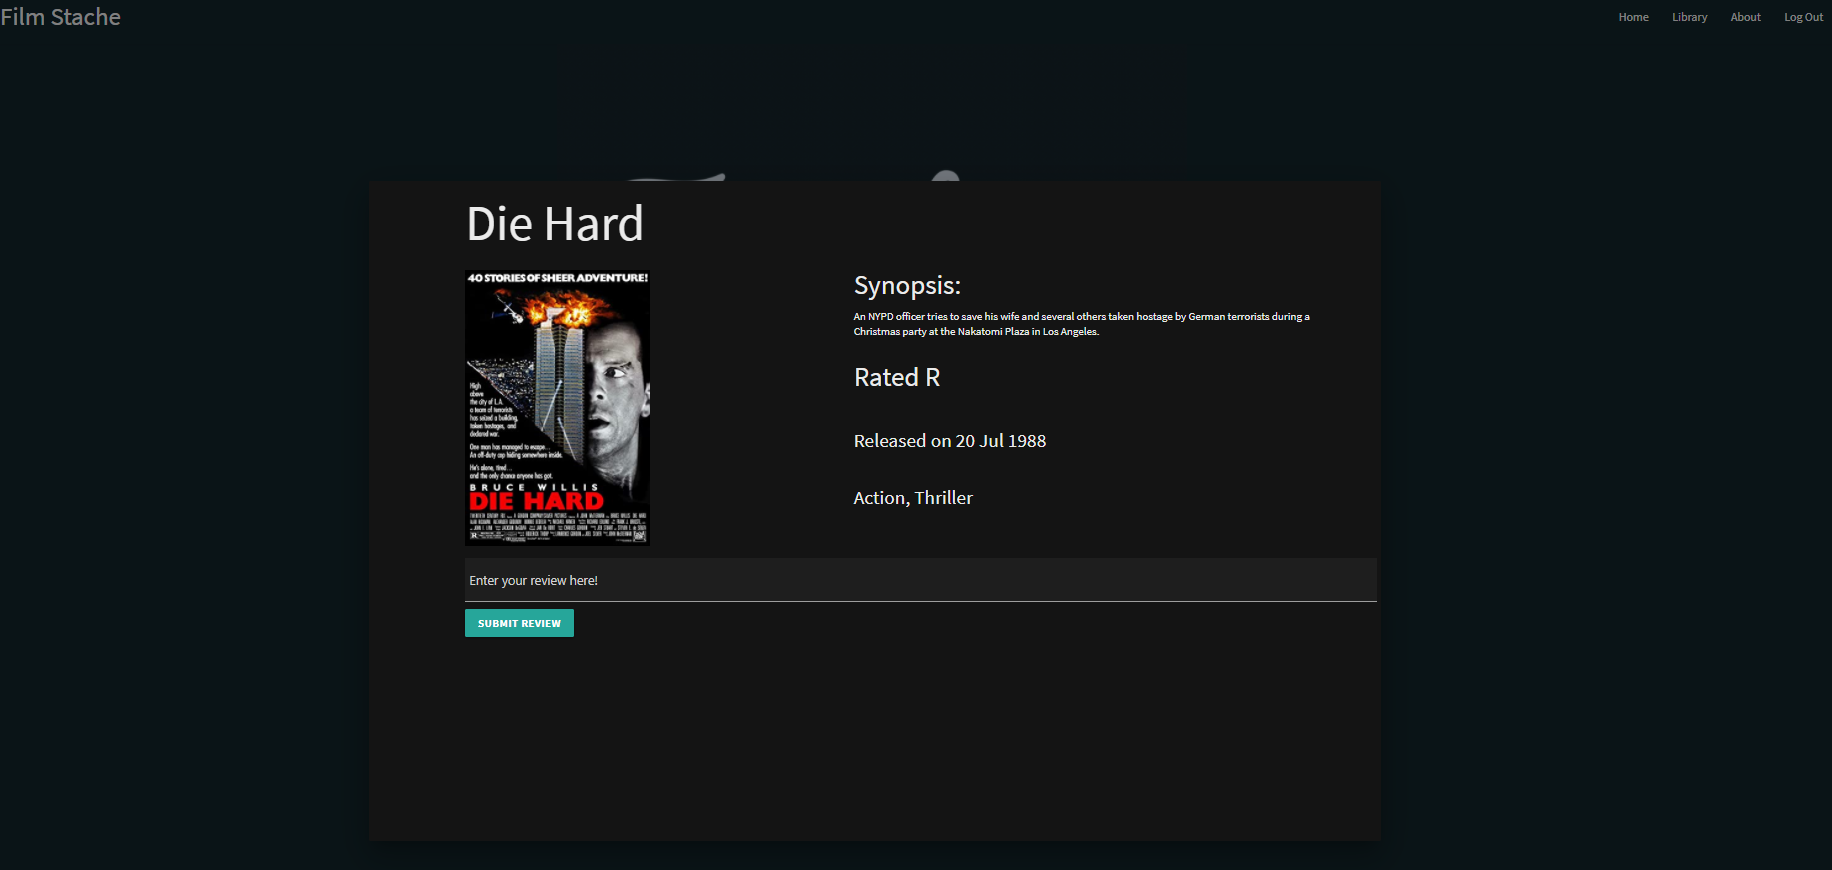 Film Stache
Home
Library
About
Log Out
Die Hard
40 STORIES OF SHEER ADVENTURE!
High
above
the city of L.A.
a team of terrorists
has seized a building,
taken hostages, and
declared war.
One man has managed to escape...
An off-duty cop hiding somewhere inside.
He's alone, tired...
and the only chance anyone has got.
BRUCE WILLIS
DIE HARD
Synopsis:
An NYPD officer tries to save his wife and several others taken hostage by German terrorists during a
Christmas party at the Nakatomi Plaza in Los Angeles.
Rated R
Released on 20 Jul 1988
Action, Thriller
Enter your review here!
SUBMIT REVIEW